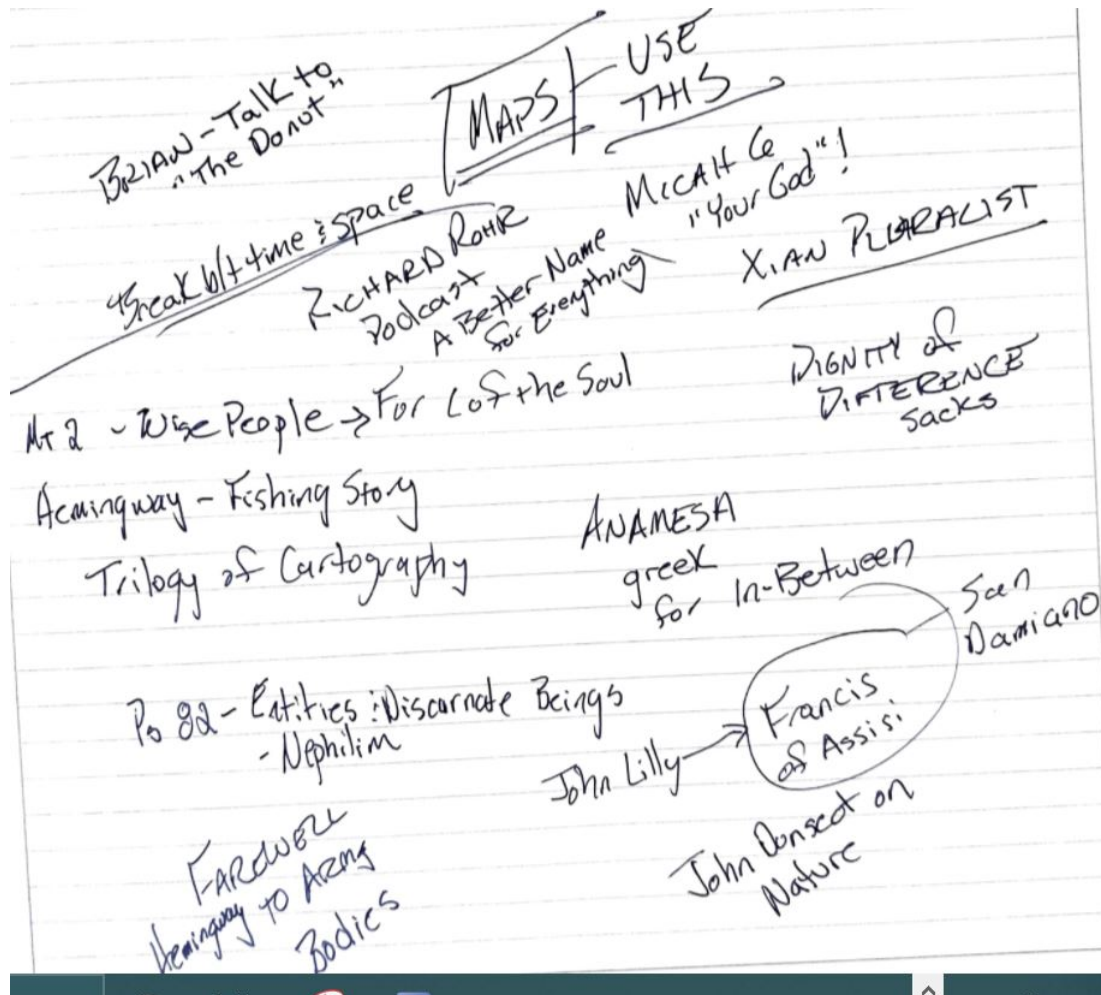 BRIAN - Talk to
"The Donut"
MAPS
USE
THIS
Break b/t time & space
RICHARD ROHR
Podcast
A Better Name
for Everything
MICAH 6
"Your God"!
XIAN PLURALIST
DIGNITY of
DIFFERENCE
Sacks
Mt 2 - Wise People → For L of the Soul
Hemingway - Fishing Story
Trilogy of Cartography
ANAMESA
greek
for In-Between
San
Damiano
Francis
of Assisi
John Lilly
Ps 82 - Entities & Discarnate Beings
- Nephilim
John on
Nature
FAREWELL
Hemingway to ARMS
Bodies